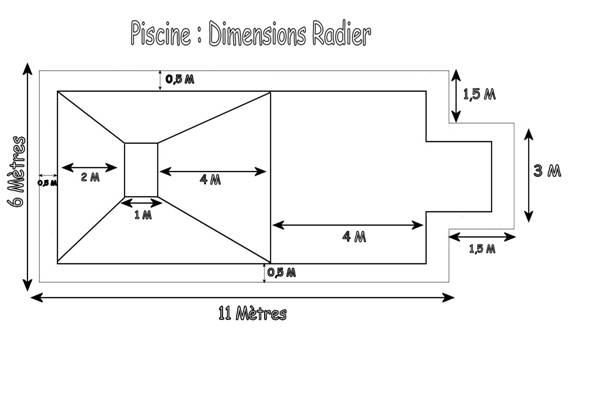 Piscine : Dimensions Radier
0,5 M
1,5 M
6 Mètres
0,5 M
2 M
4 M
3 M
1 M
4 M
1,5 M
0,5 M
11 Mètres